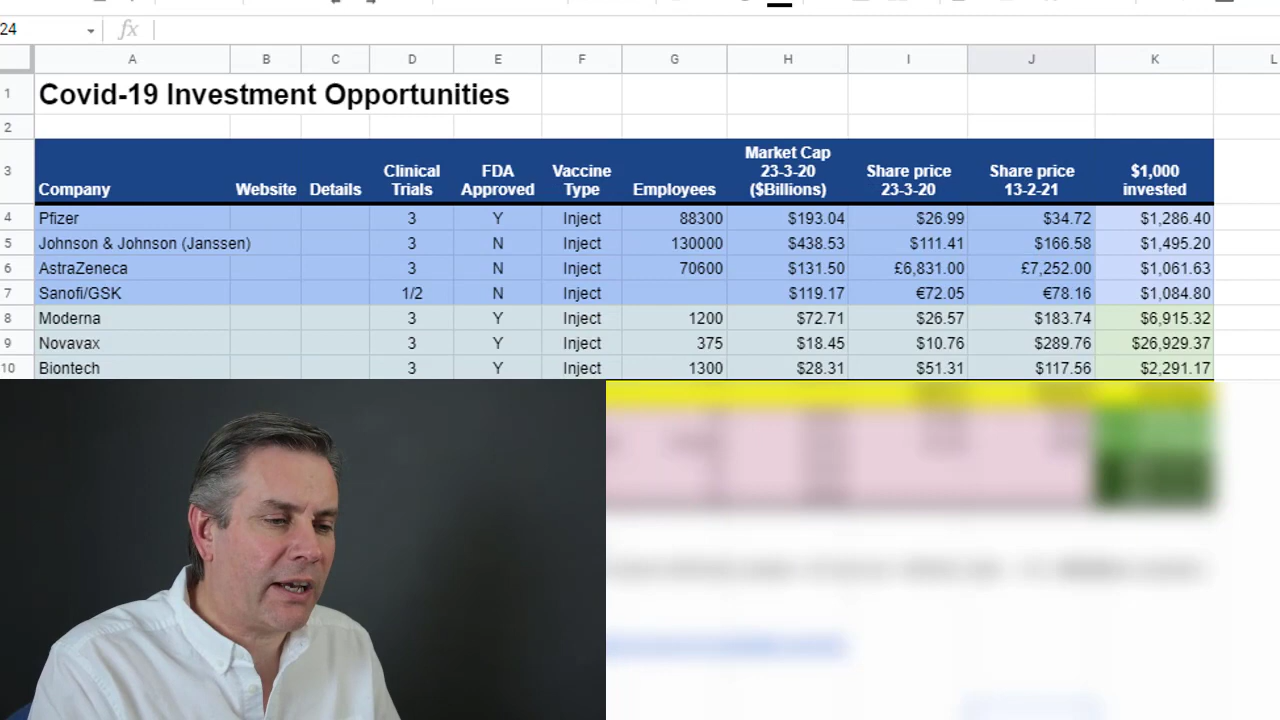 24 fx
A B C D E F G H I J K L
1 Covid-19 Investment Opportunities
2
3 Company Website Details Clinical Trials FDA Approved Vaccine Type Employees Market Cap 23-3-20 ($Billions) Share price 23-3-20 Share price 13-2-21 $1,000 invested
4 Pfizer 3 Y Inject 88300 $193.04 $26.99 $34.72 $1,286.40
5 Johnson & Johnson (Janssen) 3 N Inject 130000 $438.53 $111.41 $166.58 $1,495.20
6 AstraZeneca 3 N Inject 70600 $131.50 £6,831.00 £7,252.00 $1,061.63
7 Sanofi/GSK 1/2 N Inject $119.17 €72.05 €78.16 $1,084.80
8 Moderna 3 Y Inject 1200 $72.71 $26.57 $183.74 $6,915.32
9 Novavax 3 Y Inject 375 $18.45 $10.76 $289.76 $26,929.37
10 Biontech 3 Y Inject 1300 $28.31 $51.31 $117.56 $2,291.17